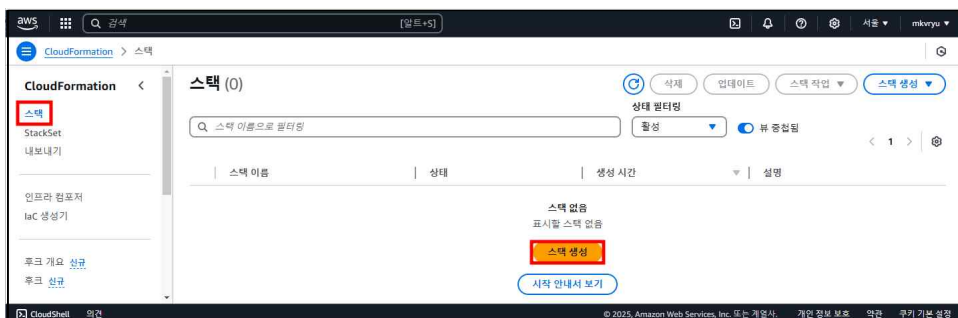 aws 검색 [알트+S] 서울 ▼ mkvryu ▼
CloudFormation > 스택
CloudFormation
스택
StackSet
내보내기
인프라 컴포저
IaC 생성기
후크 개요 신규
후크 신규
스택 (0)
삭제 업데이트 스택 작업 ▼ 스택 생성 ▼
상태 필터링
스택 이름으로 필터링 활성 ▼ 뷰 중첩됨
< 1 >
스택 이름 상태 생성 시간 설명
스택 없음
표시할 스택 없음
스택 생성
시작 안내서 보기
CloudShell 의견 © 2025, Amazon Web Services, Inc. 또는 계열사. 개인 정보 보호 약관 쿠키 기본 설정